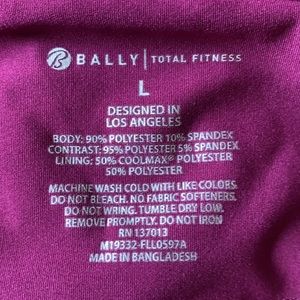 B BALLY | TOTAL FITNESS
L
DESIGNED IN
LOS ANGELES
BODY: 90% POLYESTER 10% SPANDEX
CONTRAST: 95% POLYESTER 5% SPANDEX
LINING: 50% COOLMAX® POLYESTER
50% POLYESTER
MACHINE WASH COLD WITH LIKE COLORS.
DO NOT BLEACH. NO FABRIC SOFTENERS.
DO NOT WRING. TUMBLE DRY LOW.
REMOVE PROMPTLY. DO NOT IRON
RN 137013
M19332-FLL0597A
MADE IN BANGLADESH